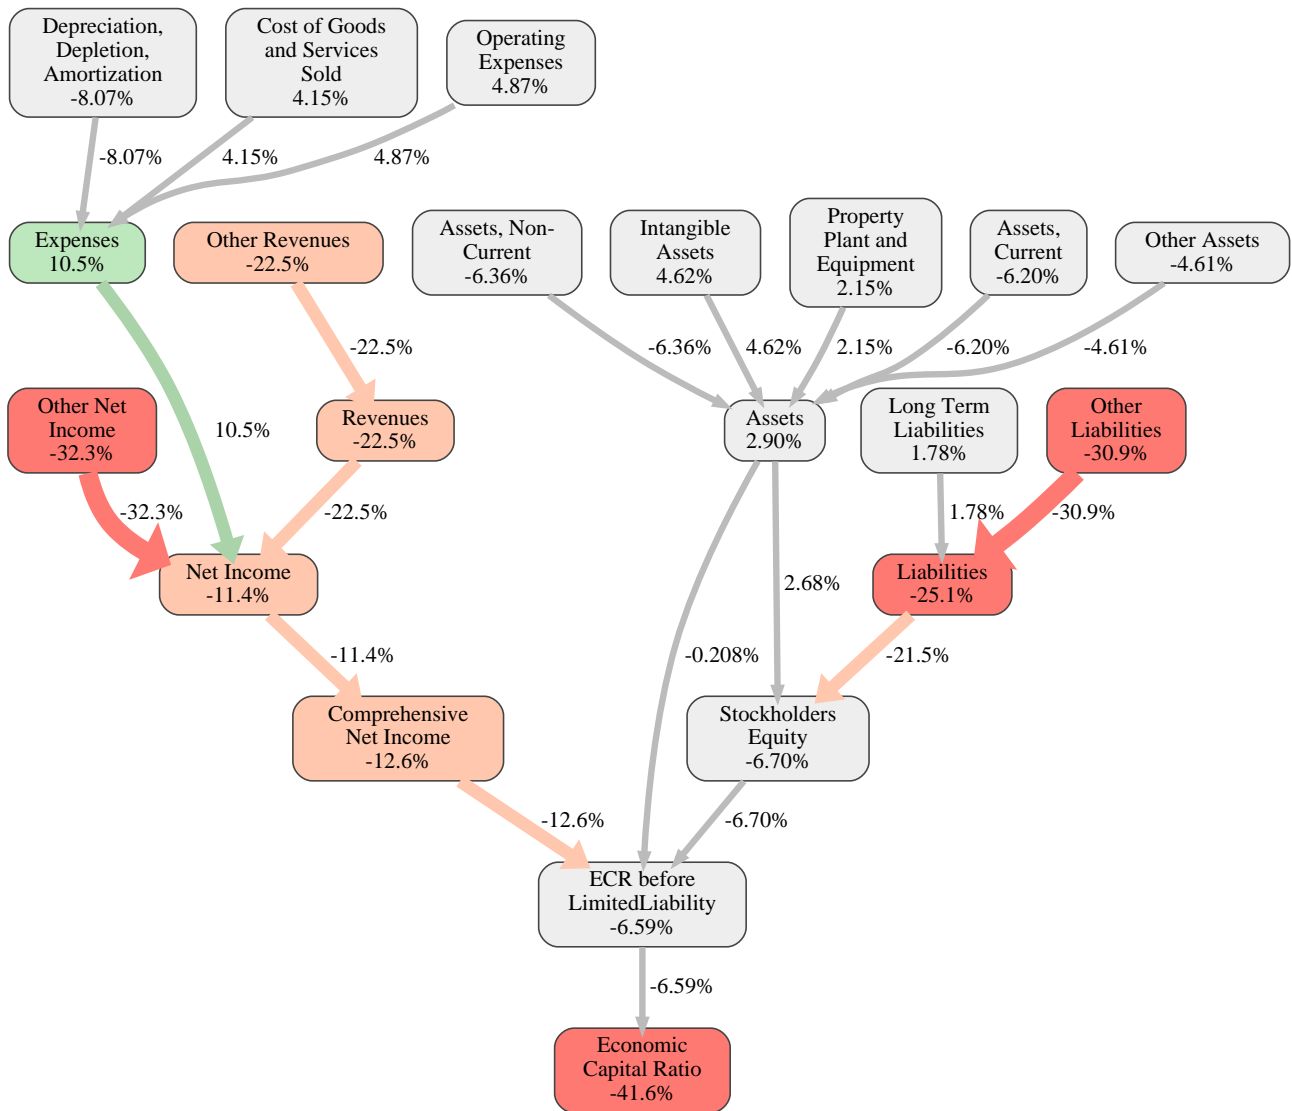 Depreciation,
Depletion,
Amortization
-8.07%
Cost of Goods
and Services
Sold
4.15%
Operating
Expenses
4.87%
-8.07%
4.15%
4.87%
Expenses
10.5%
Other Revenues
-22.5%
Assets, Non-
Current
-6.36%
Intangible
Assets
4.62%
Property
Plant and
Equipment
2.15%
Assets,
Current
-6.20%
Other Assets
-4.61%
-22.5%
-6.36%
4.62%
2.15%
-6.20%
-4.61%
Other Net
Income
-32.3%
10.5%
Revenues
-22.5%
Assets
2.90%
Long Term
Liabilities
1.78%
Other
Liabilities
-30.9%
-32.3%
-22.5%
1.78%
-30.9%
Net Income
-11.4%
2.68%
Liabilities
-25.1%
-11.4%
-0.208%
-21.5%
Comprehensive
Net Income
-12.6%
Stockholders
Equity
-6.70%
-12.6%
-6.70%
ECR before
LimitedLiability
-6.59%
-6.59%
Economic
Capital Ratio
-41.6%